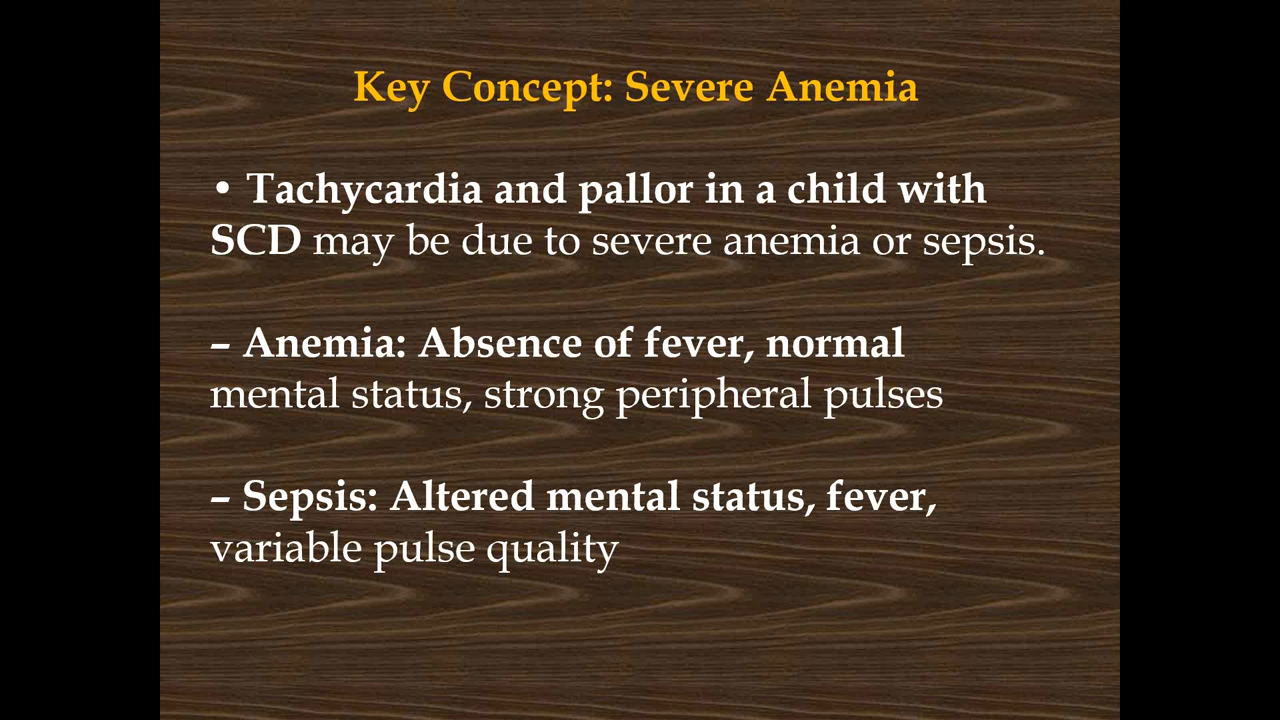 Key Concept: Severe Anemia
• Tachycardia and pallor in a child with
SCD may be due to severe anemia or sepsis.
– Anemia: Absence of fever, normal
mental status, strong peripheral pulses
– Sepsis: Altered mental status, fever,
variable pulse quality